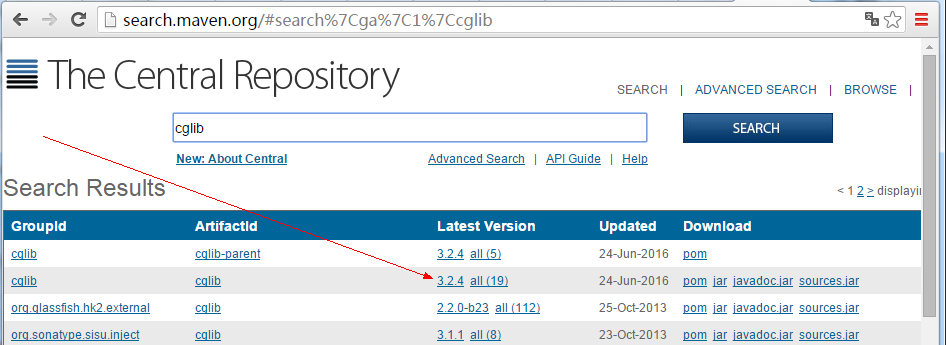 search.maven.org/#search%7Cga%7C1%7Ccglib
The Central Repository
SEARCH | ADVANCED SEARCH | BROWSE |
cglib
SEARCH
New: About Central Advanced Search | API Guide | Help
Search Results
< 1 2 > displayin
GroupId ArtifactId Latest Version Updated Download
cglib cglib-parent 3.2.4 all (5) 24-Jun-2016 pom
cglib cglib 3.2.4 all (19) 24-Jun-2016 pom jar javadoc.jar sources.jar
org.glassfish.hk2.external cglib 2.2.0-b23 all (112) 25-Oct-2013 pom jar javadoc.jar sources.jar
org.sonatype.sisu.inject cglib 3.1.1 all (8) 23-Oct-2013 pom jar javadoc.jar sources.jar